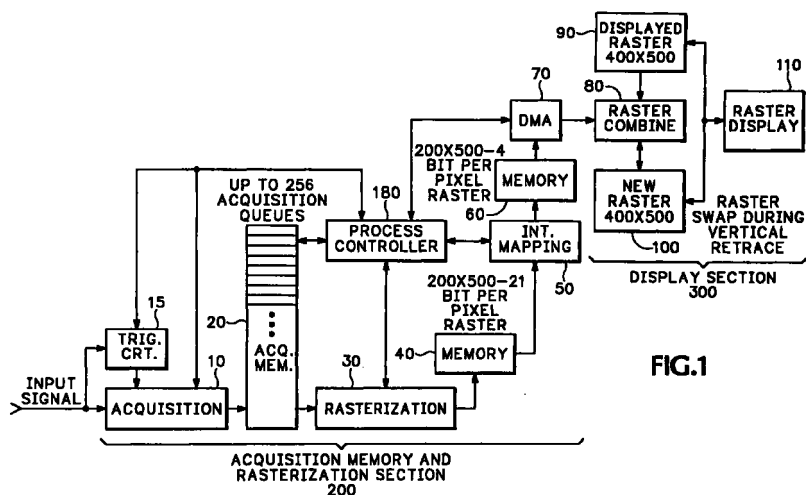 90
DISPLAYED
RASTER
400X500
110
80
70
RASTER
DISPLAY
DMA
RASTER
COMBINE
200X500-4
BIT PER
PIXEL
RASTER
UP TO 256
ACQUISITION
QUEUES
180
MEMORY
60
NEW
RASTER
400X500
100
RASTER
SWAP DURING
VERTICAL
RETRACE
PROCESS
CONTROLLER
INT.
MAPPING
50
DISPLAY SECTION
300
15
20
200X500-21
BIT PER
PIXEL
RASTER
TRIG.
CRT.
10
ACQ.
MEM.
30
40
MEMORY
FIG.1
INPUT
SIGNAL
ACQUISITION
RASTERIZATION
ACQUISITION MEMORY AND
RASTERIZATION SECTION
200